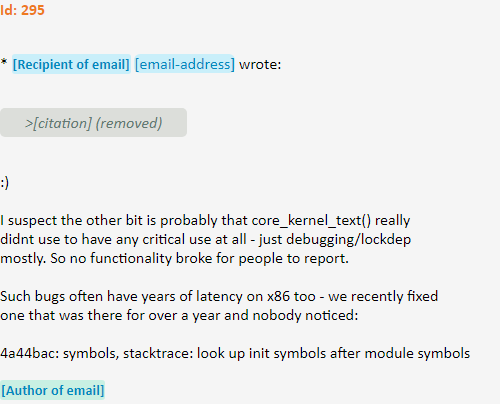 Id: 295
* [Recipient of email] [email-address] wrote:
>[citation] (removed)
:)
I suspect the other bit is probably that core_kernel_text() really
didnt use to have any critical use at all - just debugging/lockdep
mostly. So no functionality broke for people to report.
Such bugs often have years of latency on x86 too - we recently fixed
one that was there for over a year and nobody noticed:
4a44bac: symbols, stacktrace: look up init symbols after module symbols
[Author of email]